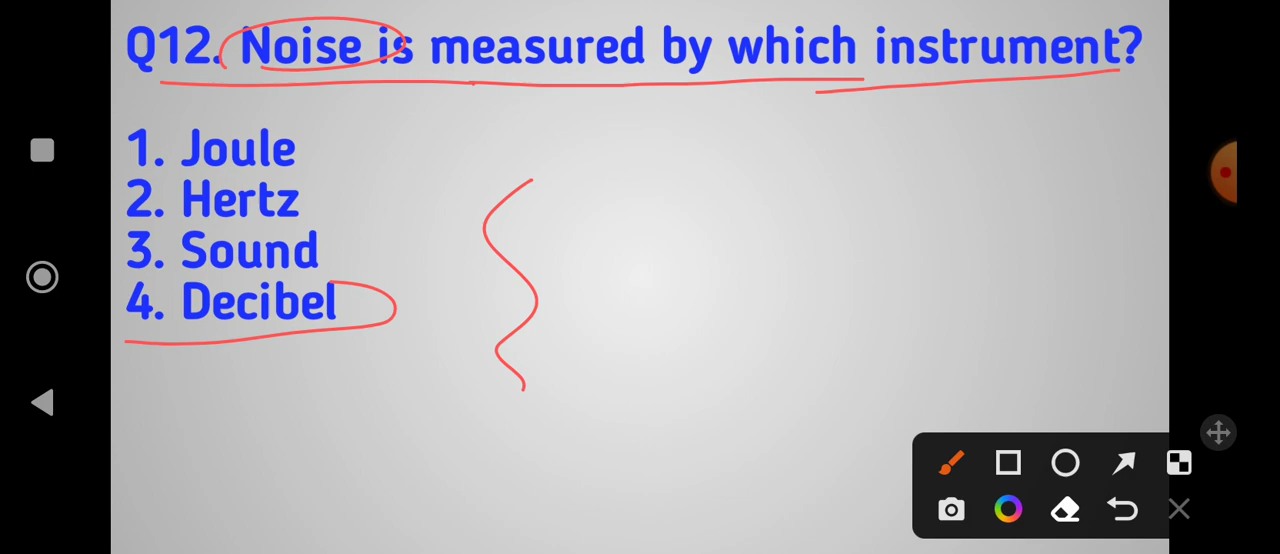 Q12. Noise is measured by which instrument?
1. Joule
2. Hertz
3. Sound
4. Decibel